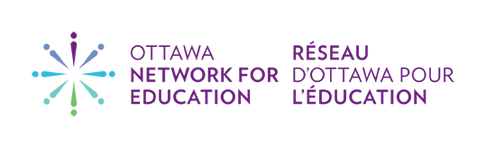 OTTAWA
NETWORK FOR
EDUCATION
RÉSEAU
D'OTTAWA POUR
L'ÉDUCATION